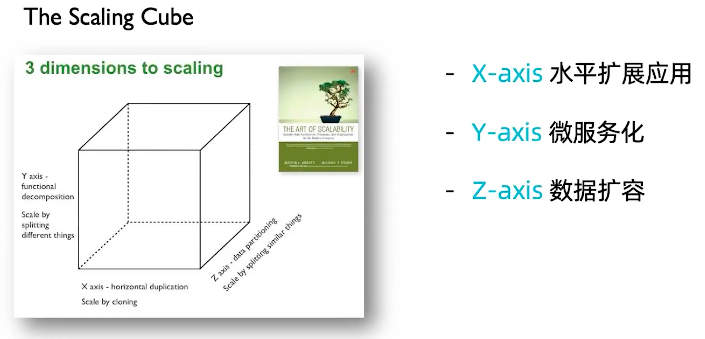 The Scaling Cube
3 dimensions to scaling
THE ART OF SCALABILITY
Y axis -
functional
decomposition
Scale by
splitting
different things
Z axis - data partitioning
Scale by splitting similar things
X axis - horizontal duplication
Scale by cloning
- X-axis 水平扩展应用
- Y-axis 微服务化
- Z-axis 数据扩容